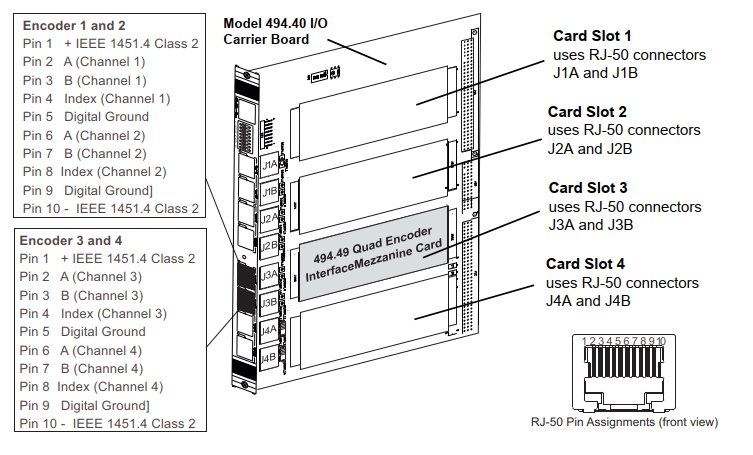 Encoder 1 and 2
Pin 1 + IEEE 1451.4 Class 2
Pin 2 A (Channel 1)
Pin 3 B (Channel 1)
Pin 4 Index (Channel 1)
Pin 5 Digital Ground
Pin 6 A (Channel 2)
Pin 7 B (Channel 2)
Pin 8 Index (Channel 2)
Pin 9 Digital Ground]
Pin 10 - IEEE 1451.4 Class 2
Encoder 3 and 4
Pin 1 + IEEE 1451.4 Class 2
Pin 2 A (Channel 3)
Pin 3 B (Channel 3)
Pin 4 Index (Channel 3)
Pin 5 Digital Ground
Pin 6 A (Channel 4)
Pin 7 B (Channel 4)
Pin 8 Index (Channel 4)
Pin 9 Digital Ground]
Pin 10 - IEEE 1451.4 Class 2
Model 494.40 I/O
Carrier Board
J1A
J1B
J2A
J2B
J3A
J3B
J4A
J4B
494.49 Quad Encoder
InterfaceMezzanine Card
Card Slot 1
uses RJ-50 connectors
J1A and J1B
Card Slot 2
uses RJ-50 connectors
J2A and J2B
Card Slot 3
uses RJ-50 connectors
J3A and J3B
Card Slot 4
uses RJ-50 connectors
J4A and J4B
1 2 3 4 5 6 7 8 9 10
RJ-50 Pin Assignments (front view)